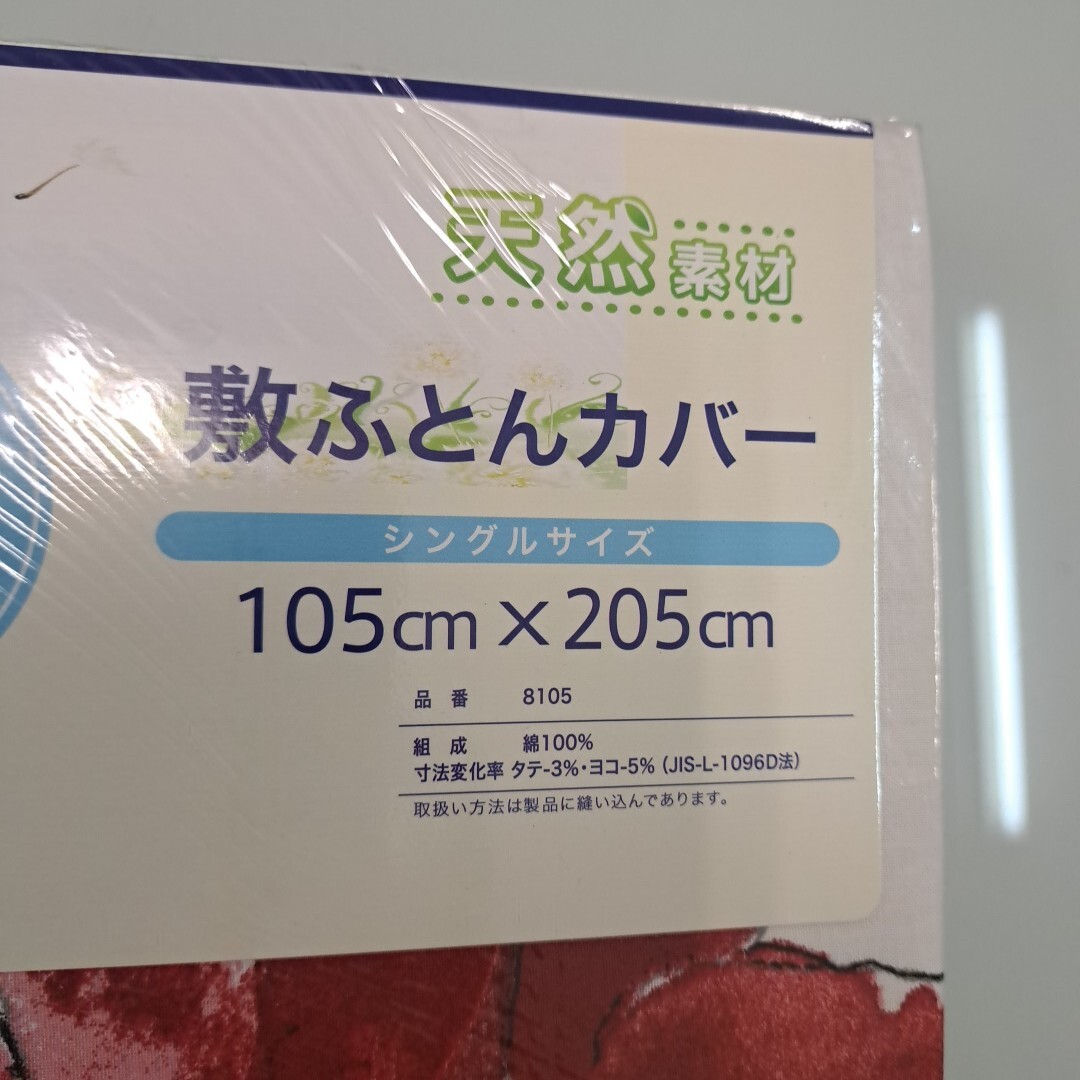 天然素材
敷ふとんカバー
シングルサイズ
105cm×205cm
品 番 8105
組 成 綿100%
寸法変化率 タテ-3%・ヨコ-5%（JIS-L-1096D法）
取扱い方法は製品に縫い込んであります。